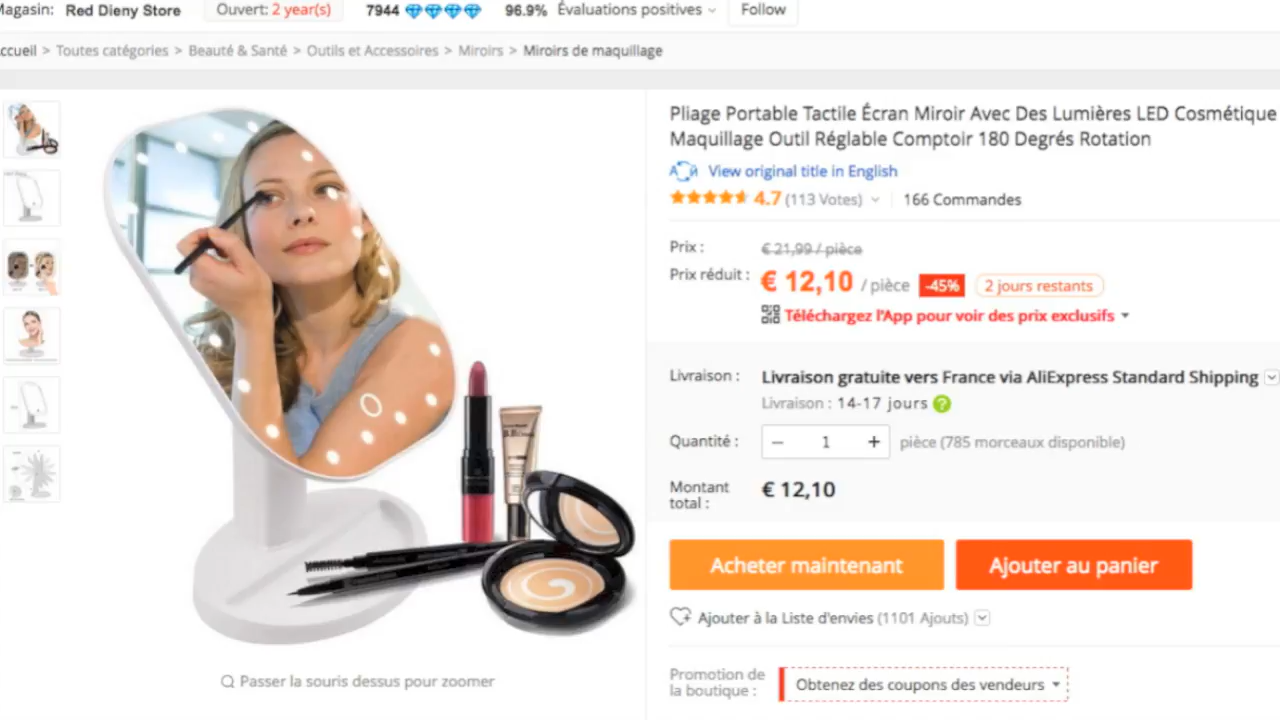 Magasin: Red Dieny Store Ouvert: 2 year(s) 7944 96.9% Évaluations positives Follow
ccueil > Toutes catégories > Beauté & Santé > Outils et Accessoires > Miroirs > Miroirs de maquillage
Pliage Portable Tactile Écran Miroir Avec Des Lumières LED Cosmétique
Maquillage Outil Réglable Comptoir 180 Degrés Rotation
View original title in English
4.7 (113 Votes) 166 Commandes
Prix : € 21,99 / pièce
Prix réduit : € 12,10 / pièce -45% 2 jours restants
Téléchargez l'App pour voir des prix exclusifs
Livraison : Livraison gratuite vers France via AliExpress Standard Shipping
Livraison : 14-17 jours ?
Quantité : − 1 + pièce (785 morceaux disponible)
Montant
total : € 12,10
Acheter maintenant Ajouter au panier
Ajouter à la Liste d'envies (1101 Ajouts)
Passer la souris dessus pour zoomer
Promotion de
la boutique : Obtenez des coupons des vendeurs